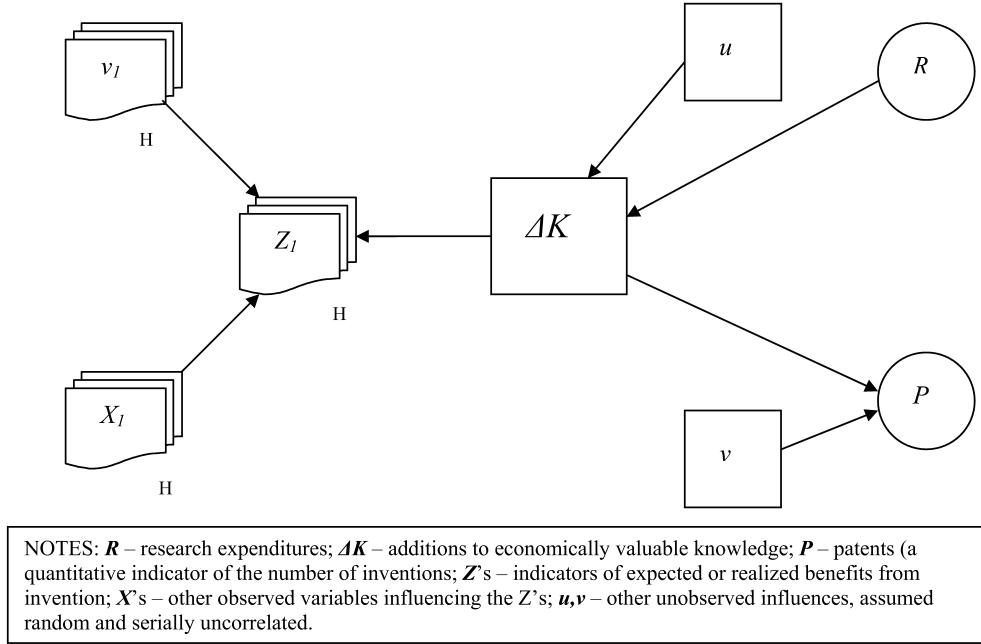 v1
u
R
H
ΔK
Z1
H
X1
P
v
H
NOTES: R – research expenditures; ΔK – additions to economically valuable knowledge; P – patents (a
quantitative indicator of the number of inventions; Z's – indicators of expected or realized benefits from
invention; X's – other observed variables influencing the Z's; u,v – other unobserved influences, assumed
random and serially uncorrelated.